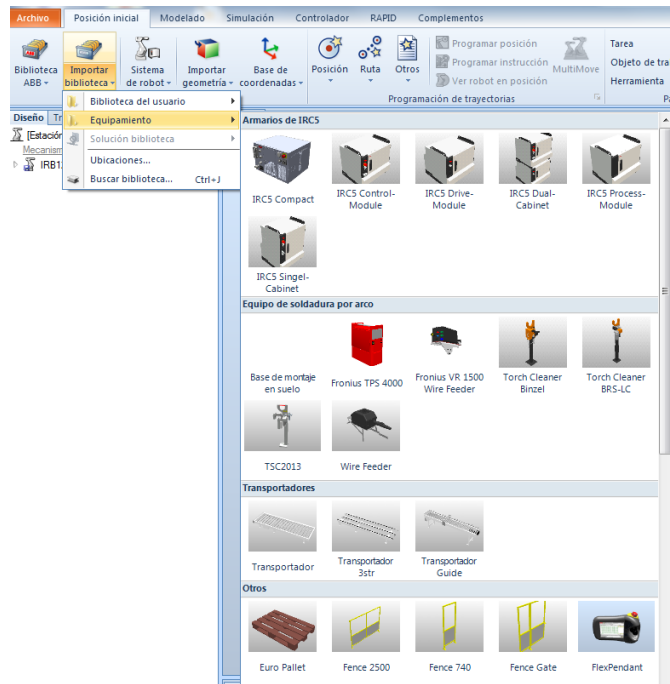 Archivo Posición inicial Modelado Simulación Controlador RAPID Complementos
Biblioteca ABB
Importar biblioteca
Sistema de robot
Importar geometría
Base de coordenadas
Posición
Ruta
Otros
Programar posición
Programar instrucción
Ver robot en posición
MultiMove
Tarea
Objeto de tra
Herramienta
Programación de trayectorias
Diseño
[Estación
Mecanism
IRB1
Biblioteca del usuario
Equipamiento
Solución biblioteca
Ubicaciones...
Buscar biblioteca... Ctrl+J
Armarios de IRC5
IRC5 Compact
IRC5 Control-
Module
IRC5 Drive-
Module
IRC5 Dual-
Cabinet
IRC5 Process-
Module
IRC5 Singel-
Cabinet
Equipo de soldadura por arco
Base de montaje
en suelo
Fronius TPS 4000
Fronius VR 1500
Wire Feeder
Torch Cleaner
Binzel
Torch Cleaner
BRS-LC
TSC2013
Wire Feeder
Transportadores
Transportador
Transportador
3str
Transportador
Guide
Otros
Euro Pallet
Fence 2500
Fence 740
Fence Gate
FlexPendant